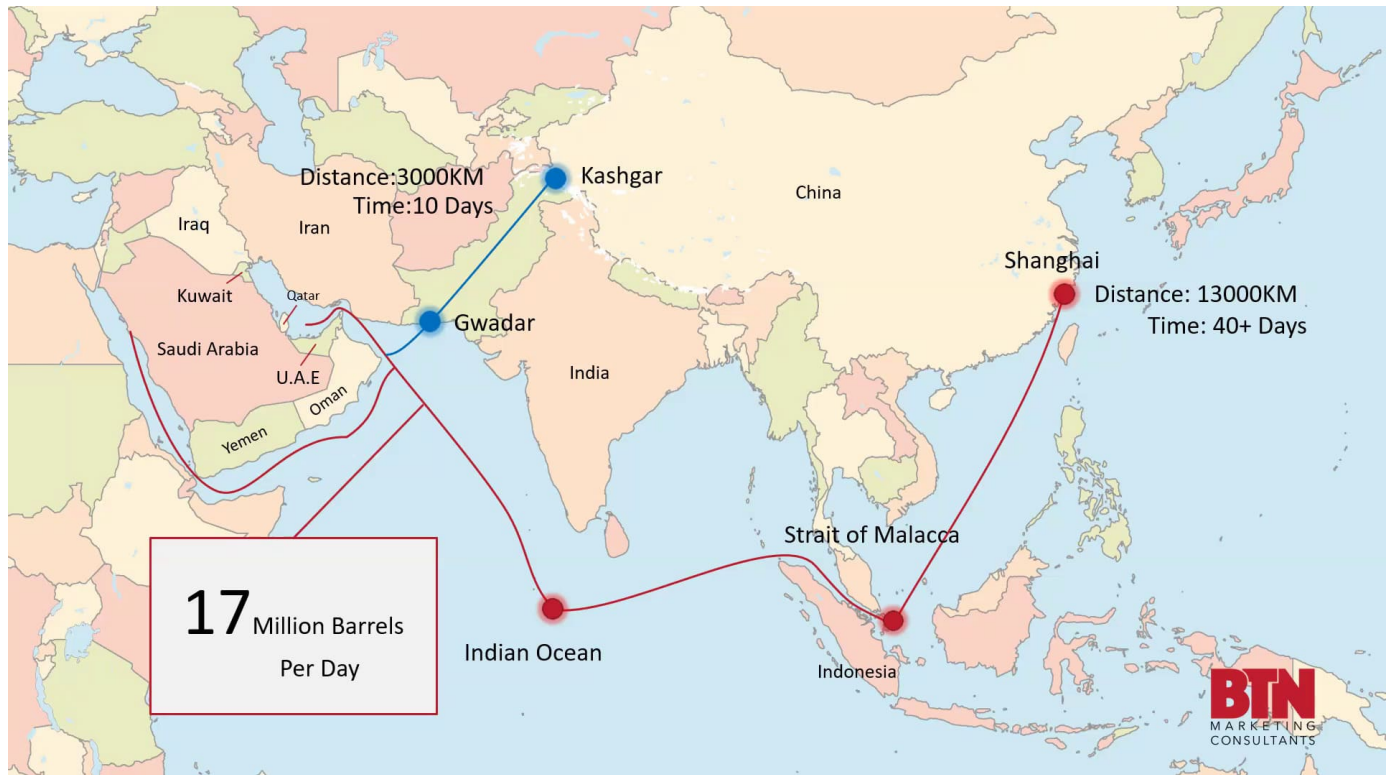 Distance:3000KM
Time:10 Days
Kashgar
China
Iraq
Iran
Shanghai
Distance: 13000KM
Time: 40+ Days
Kuwait
Qatar
Gwadar
Saudi Arabia
U.A.E
Oman
India
Yemen
Strait of Malacca
17 Million Barrels
Per Day
Indian Ocean
Indonesia
BTN
MARKETING
CONSULTANTS